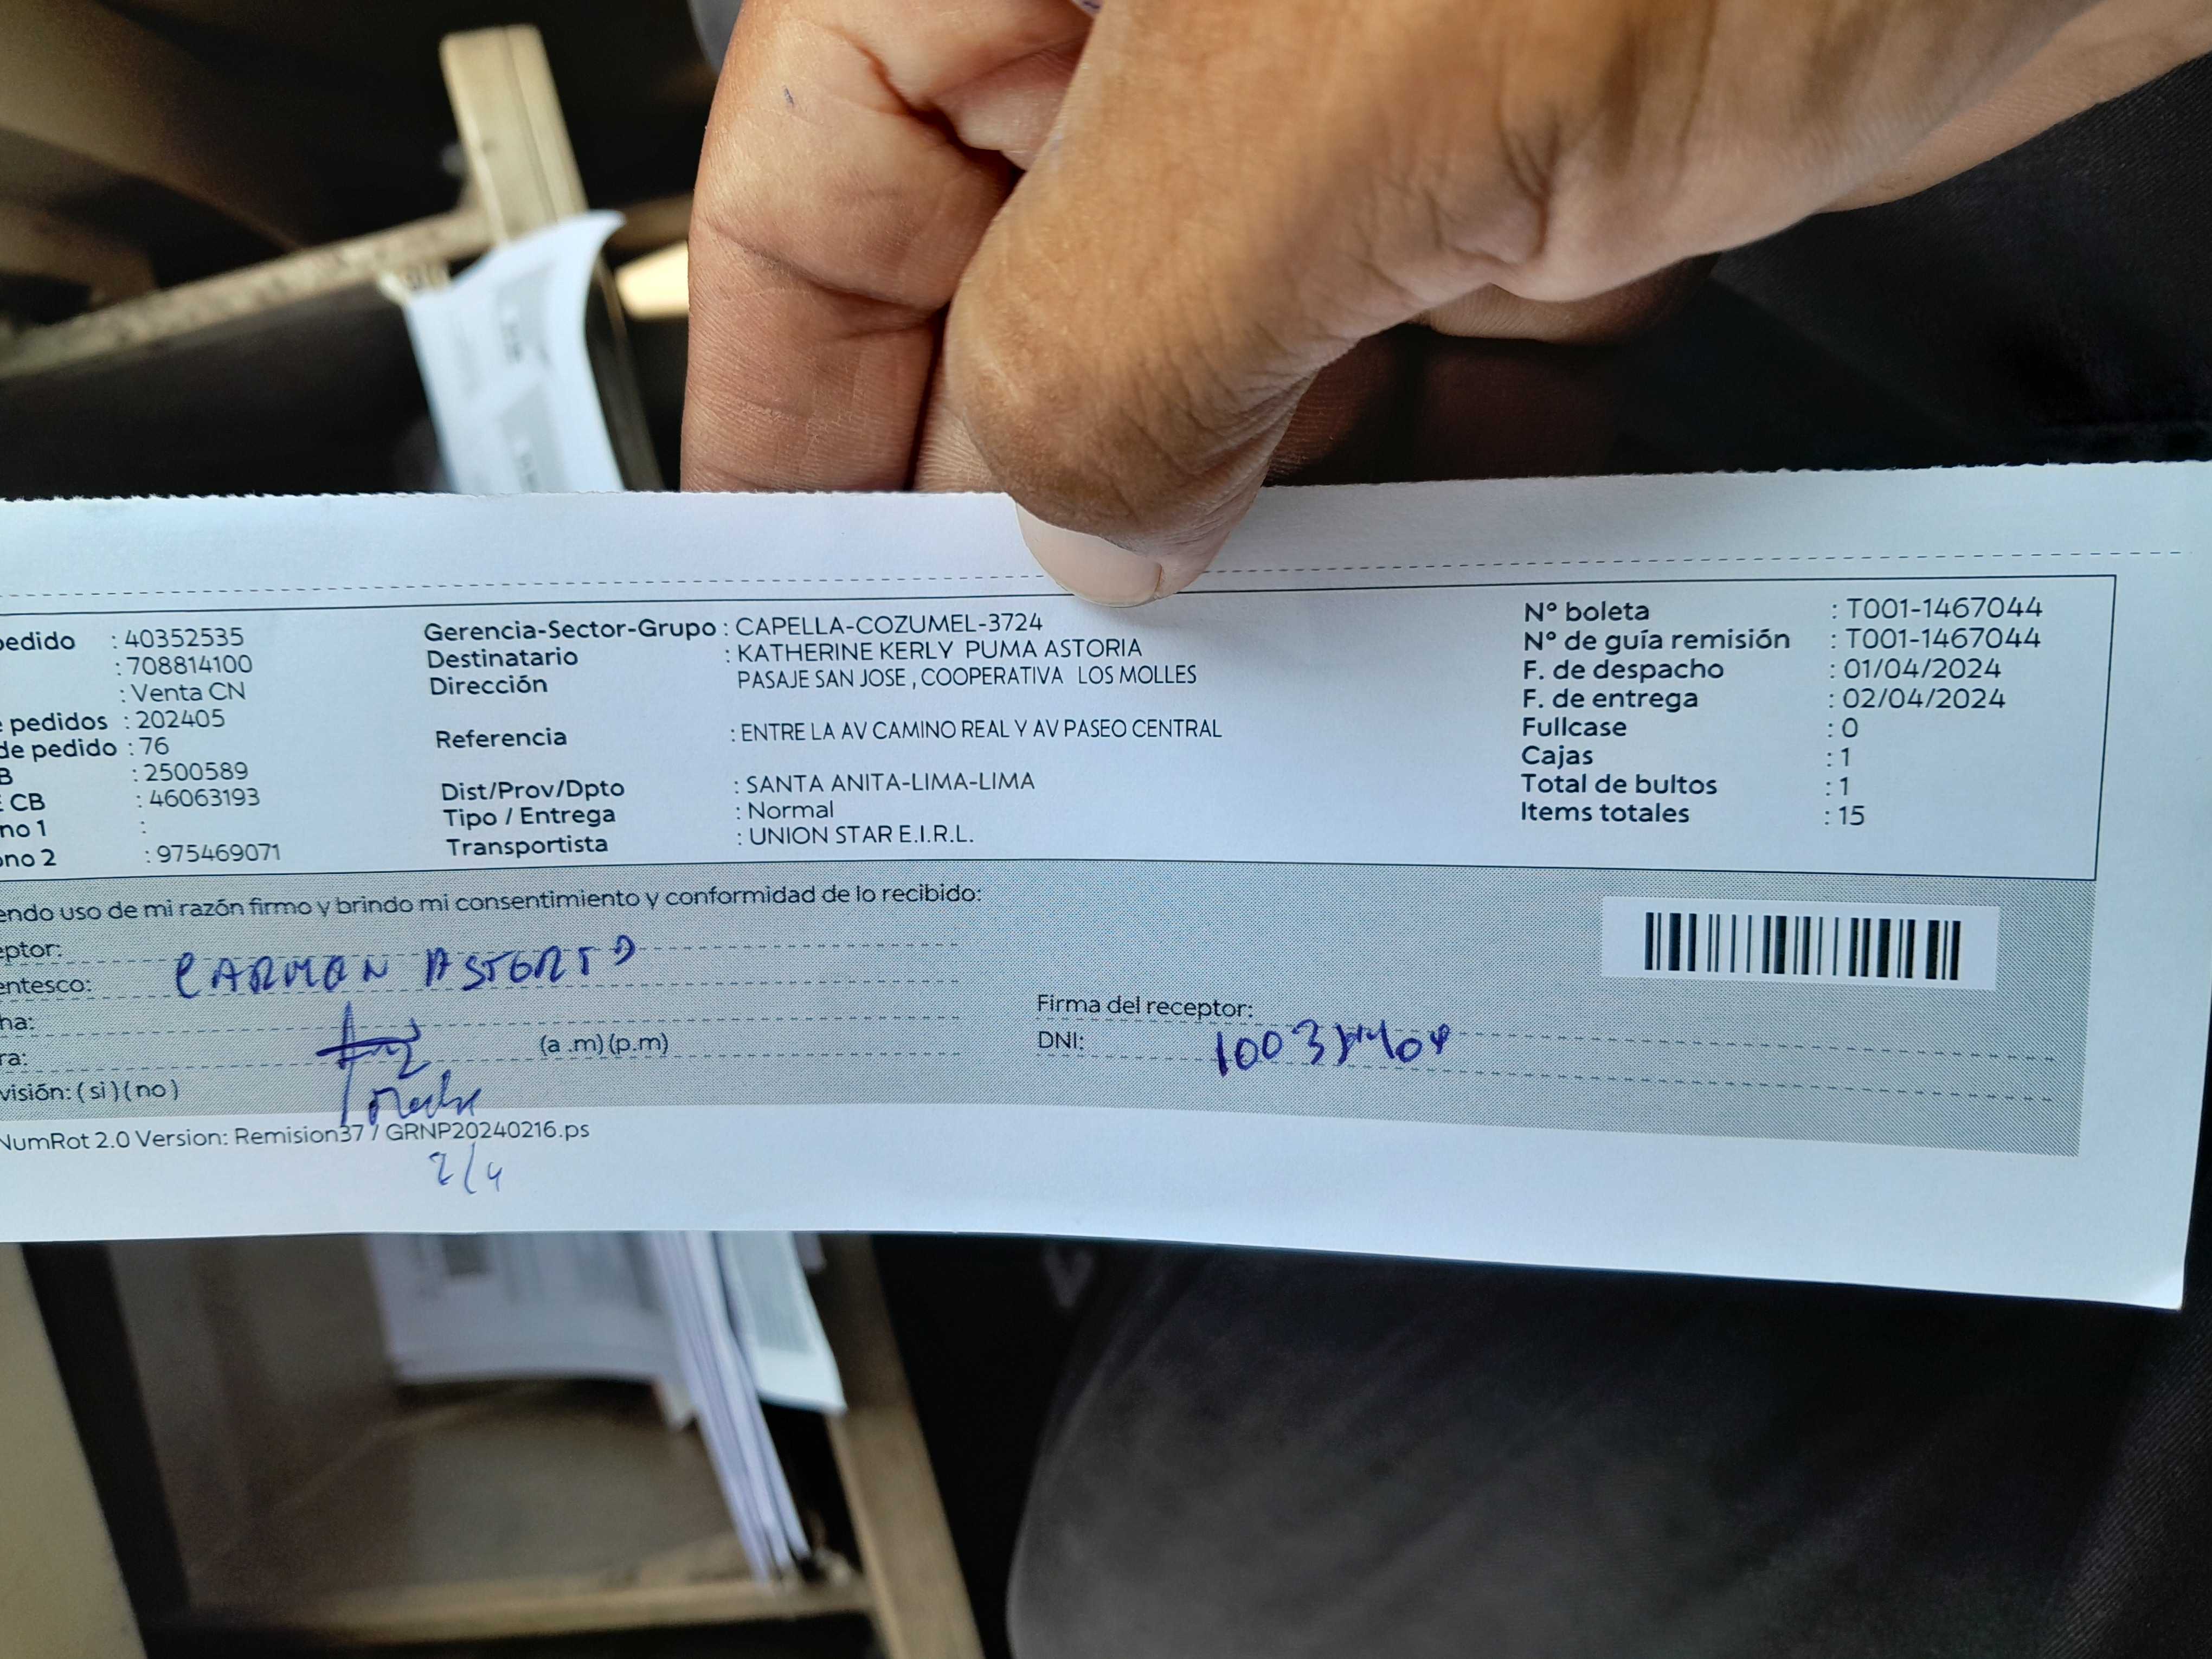 edido : 40352535
: 708814100
: Venta CN
pedidos : 202405
de pedido : 76
B : 2500589
CB : 46063193
no 1 :
ono 2 : 975469071
Gerencia-Sector-Grupo : CAPELLA-COZUMEL-3724
Destinatario : KATHERINE KERLY PUMA ASTORIA
Dirección PASAJE SAN JOSE , COOPERATIVA LOS MOLLES
Referencia : ENTRE LA AV CAMINO REAL Y AV PASEO CENTRAL
Dist/Prov/Dpto : SANTA ANITA-LIMA-LIMA
Tipo / Entrega : Normal
Transportista : UNION STAR E.I.R.L.
Nº boleta : T001-1467044
Nº de guía remisión : T001-1467044
F. de despacho : 01/04/2024
F. de entrega : 02/04/2024
Fullcase : 0
Cajas : 1
Total de bultos : 1
Items totales : 15
endo uso de mi razón firmo y brindo mi consentimiento y conformidad de lo recibido:
eptor:
entesco: CARMEN
ha:
ra: (a .m) (p.m)
visión: ( si ) ( no )
Firma del receptor:
DNI:
NumRot 2.0 Version: Remision37 / GRNP20240216.ps
2/4